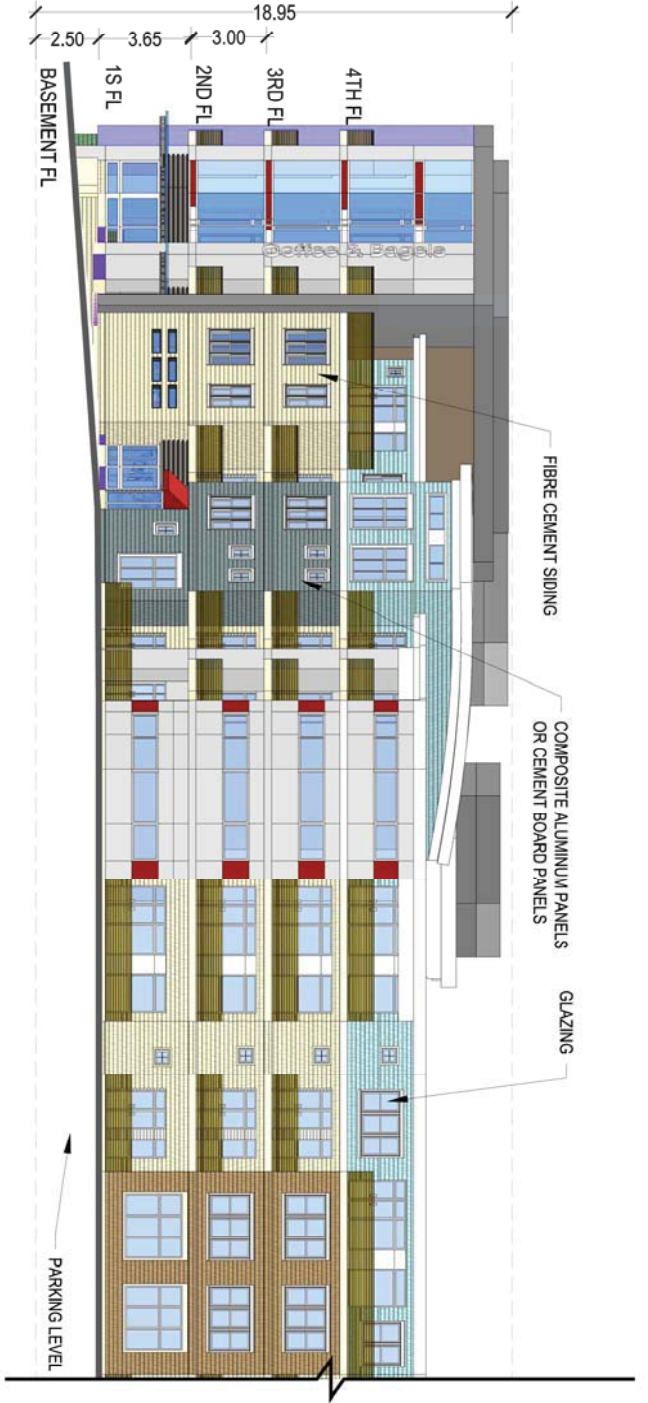 18.95
2.50
3.65
3.00
BASEMENT FL
1S FL
2ND FL
3RD FL
4TH FL
Coffee & Bagels
FIBRE CEMENT SIDING
COMPOSITE ALUMINUM PANELS
OR CEMENT BOARD PANELS
GLAZING
PARKING LEVEL